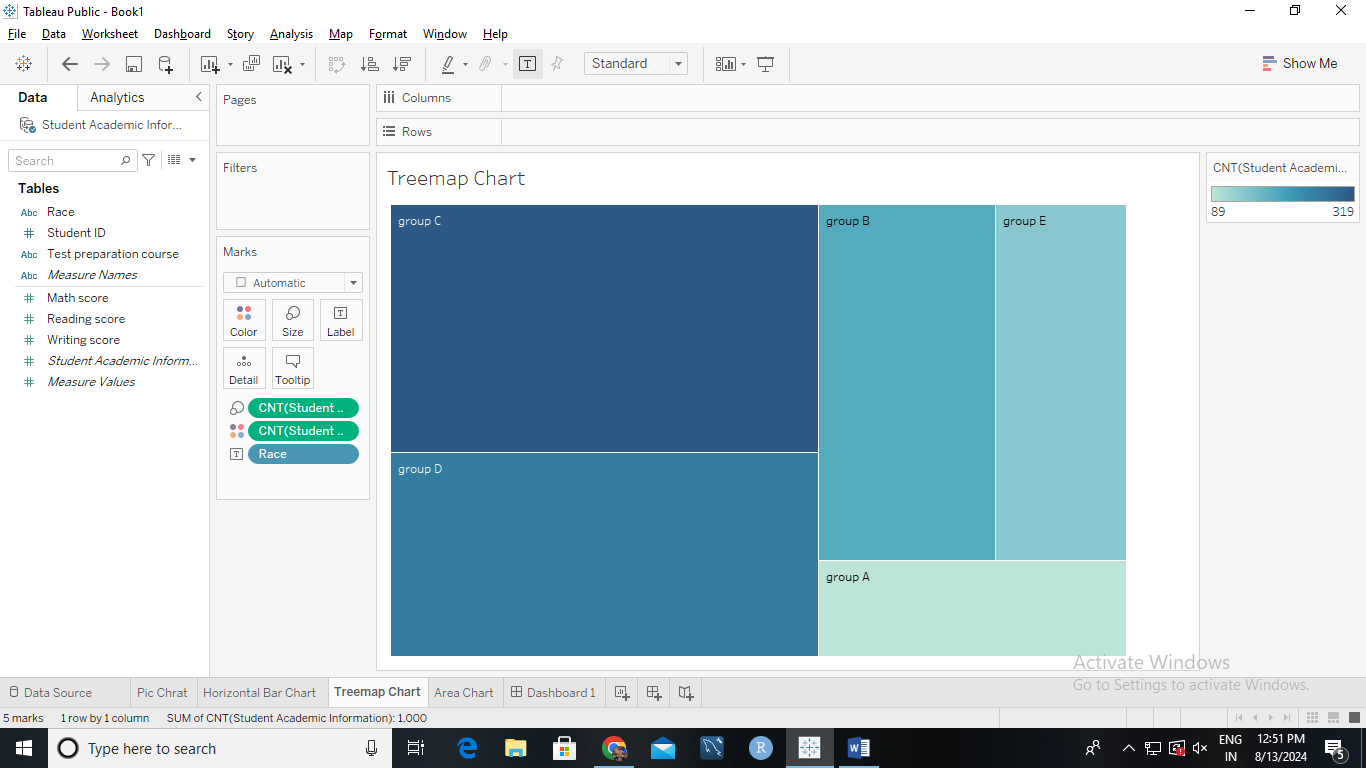 Tableau Public - Book1
File Data Worksheet Dashboard Story Analysis Map Format Window Help
Standard
Show Me
Data Analytics
Student Academic Infor...
Search
Tables
Abc Race
Student ID
Abc Test preparation course
Abc Measure Names
Math score
Reading score
Writing score
Student Academic Inform...
Measure Values
Pages
Filters
Marks
Automatic
Color Size Label
Detail Tooltip
CNT(Student ..
CNT(Student ..
Race
Columns
Rows
Treemap Chart
group C
group B
group E
group D
group A
CNT(Student Academi...
89 319
Activate Windows
Go to Settings to activate Windows.
Data Source Pic Chrat Horizontal Bar Chart Treemap Chart Area Chart Dashboard 1
5 marks 1 row by 1 column SUM of CNT(Student Academic Information): 1,000
Type here to search
ENG
IN
12:51 PM
8/13/2024
5